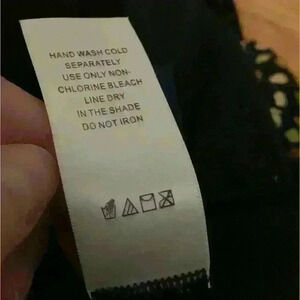 HAND WASH COLD
SEPARATELY
USE ONLY NON-
CHLORINE BLEACH
LINE DRY
IN THE SHADE
DO NOT IRON